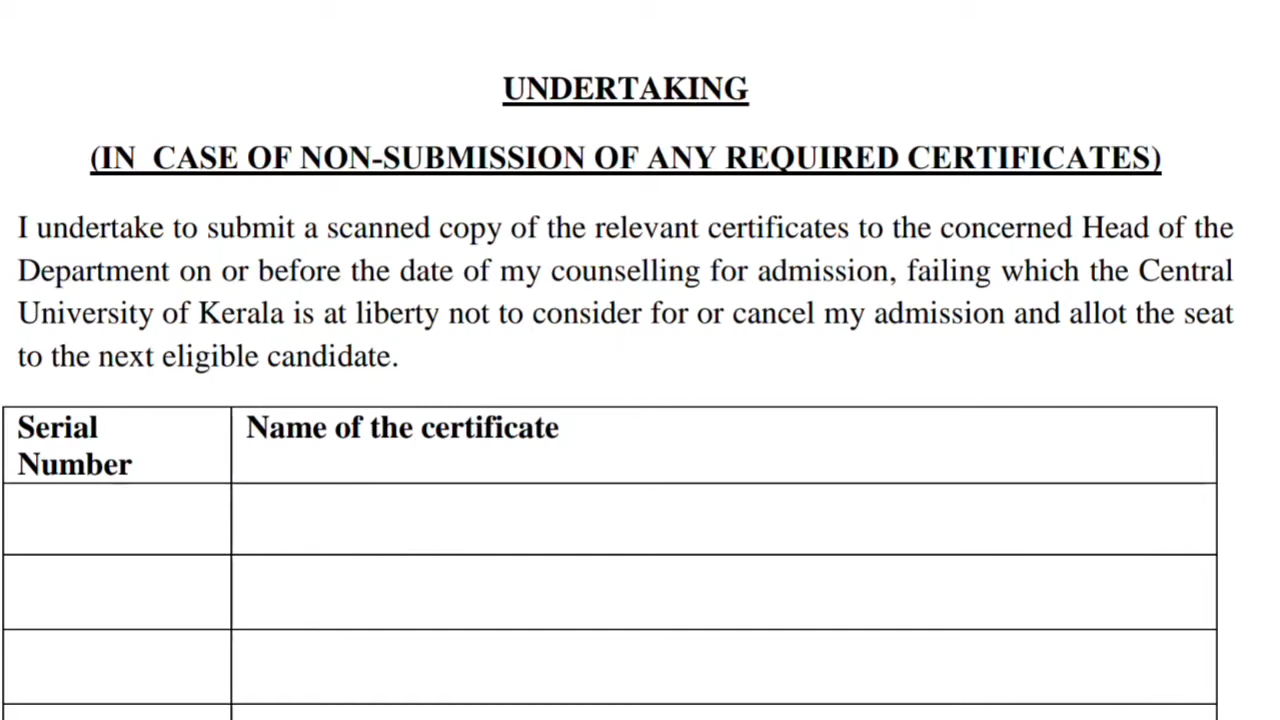 UNDERTAKING
(IN CASE OF NON-SUBMISSION OF ANY REQUIRED CERTIFICATES)
I undertake to submit a scanned copy of the relevant certificates to the concerned Head of the
Department on or before the date of my counselling for admission, failing which the Central
University of Kerala is at liberty not to consider for or cancel my admission and allot the seat
to the next eligible candidate.
Serial Number
Name of the certificate